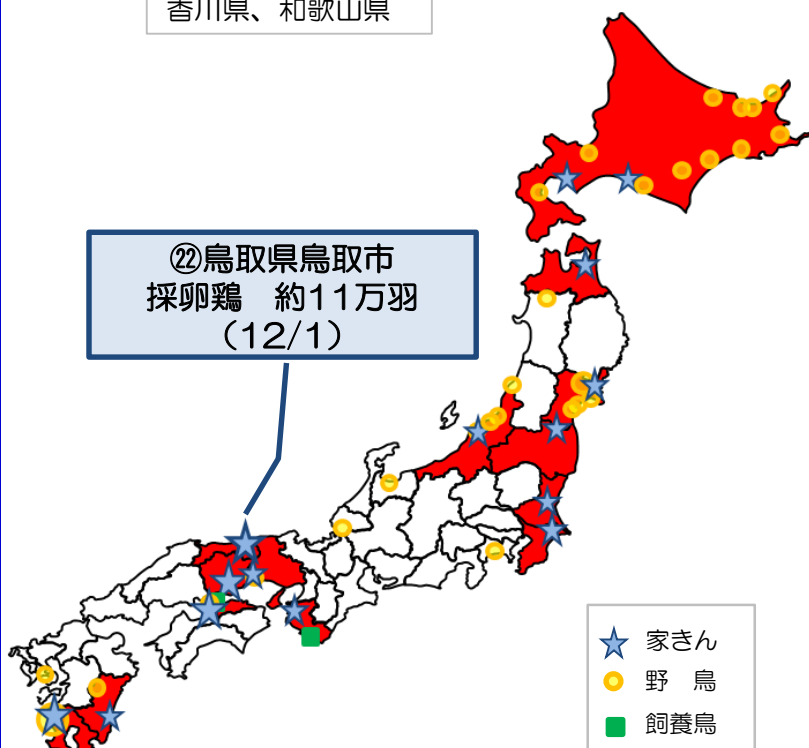 香川県、和歌山県
㉒鳥取県鳥取市
採卵鶏　約11万羽
（12/1）
家きん
野　鳥
飼養鳥